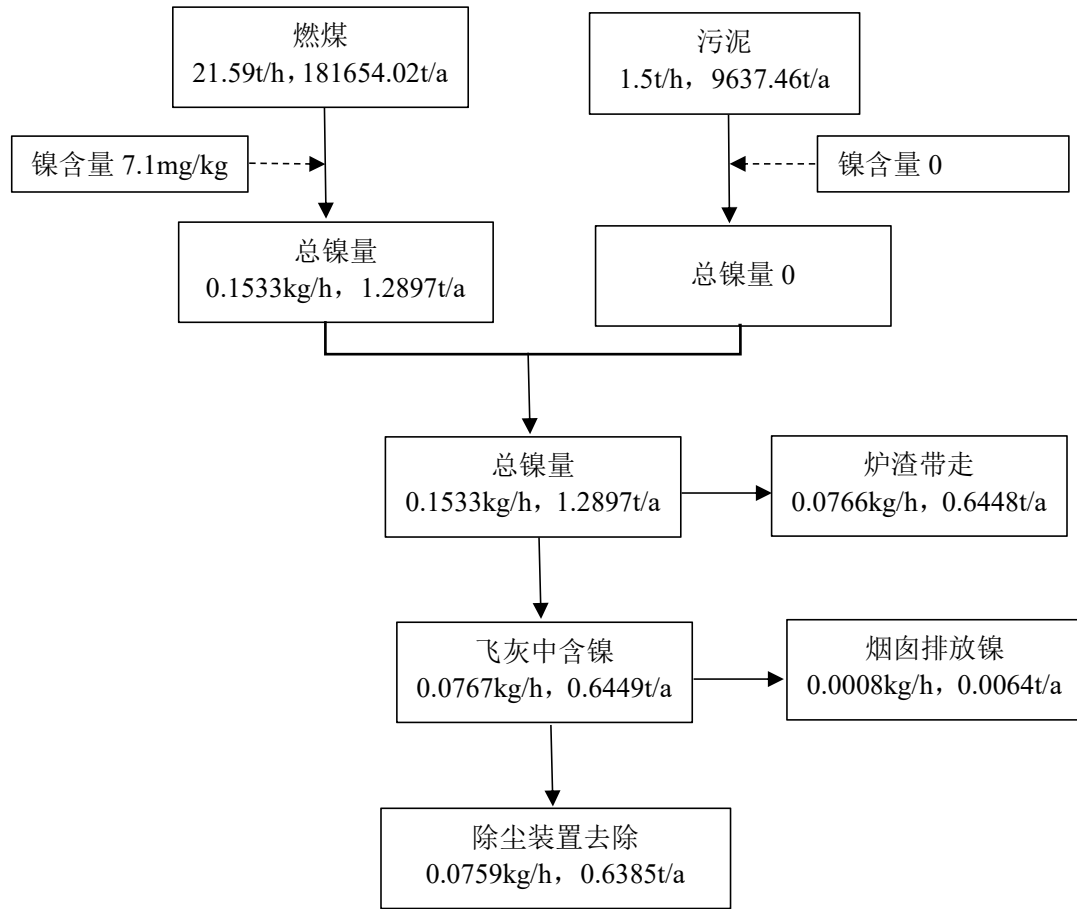 燃煤
21.59t/h,181654.02t/a
污泥
1.5t/h，9637.46t/a
镍含量 7.1mg/kg
镍含量 0
总镍量
0.1533kg/h，1.2897t/a
总镍量 0
总镍量
0.1533kg/h，1.2897t/a
炉渣带走
0.0766kg/h，0.6448t/a
飞灰中含镍
0.0767kg/h，0.6449t/a
烟囱排放镍
0.0008kg/h，0.0064t/a
除尘装置去除
0.0759kg/h，0.6385t/a